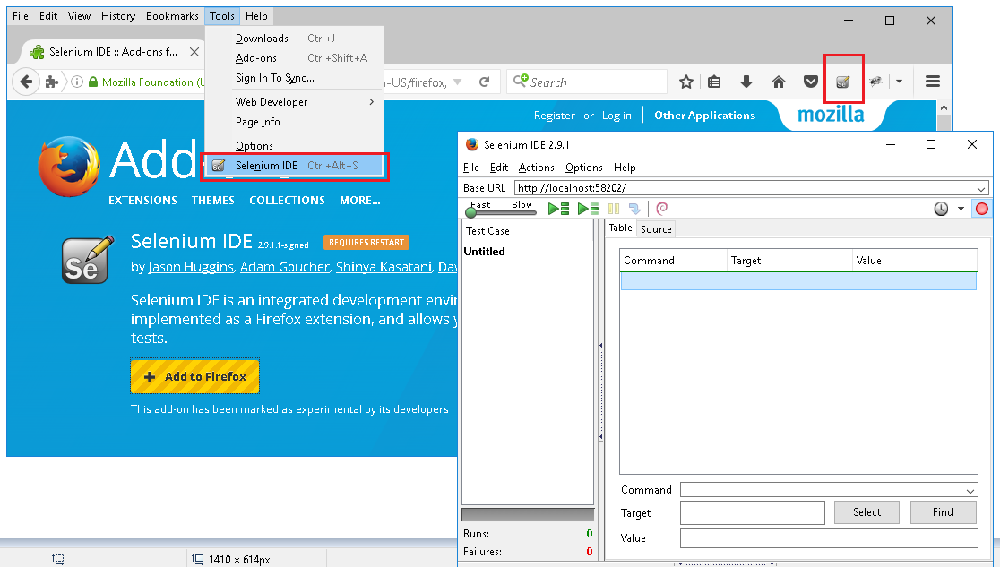 File Edit View History Bookmarks Tools Help
Selenium IDE :: Add-ons f...
Downloads Ctrl+J
Add-ons Ctrl+Shift+A
Sign In To Sync...
Web Developer
Page Info
Options
Selenium IDE Ctrl+Alt+S
Mozilla Foundation (U
-US/firefox,
Search
Se
Register or Log in Other Applications
mozilla
Add-
EXTENSIONS THEMES COLLECTIONS MORE...
Se
Selenium IDE 2.9.1.1-signed REQUIRES RESTART
by Jason Huggins, Adam Goucher, Shinya Kasatani, Dav
Selenium IDE is an integrated development envir
implemented as a Firefox extension, and allows y
tests.
Add to Firefox
This add-on has been marked as experimental by its developers
Selenium IDE 2.9.1
File Edit Actions Options Help
Base URL http://localhost:58202/
Fast Slow
Test Case
Untitled
Table Source
Command Target Value
Command
Target Select Find
Value
Runs: 0
Failures: 0
1410 × 614px